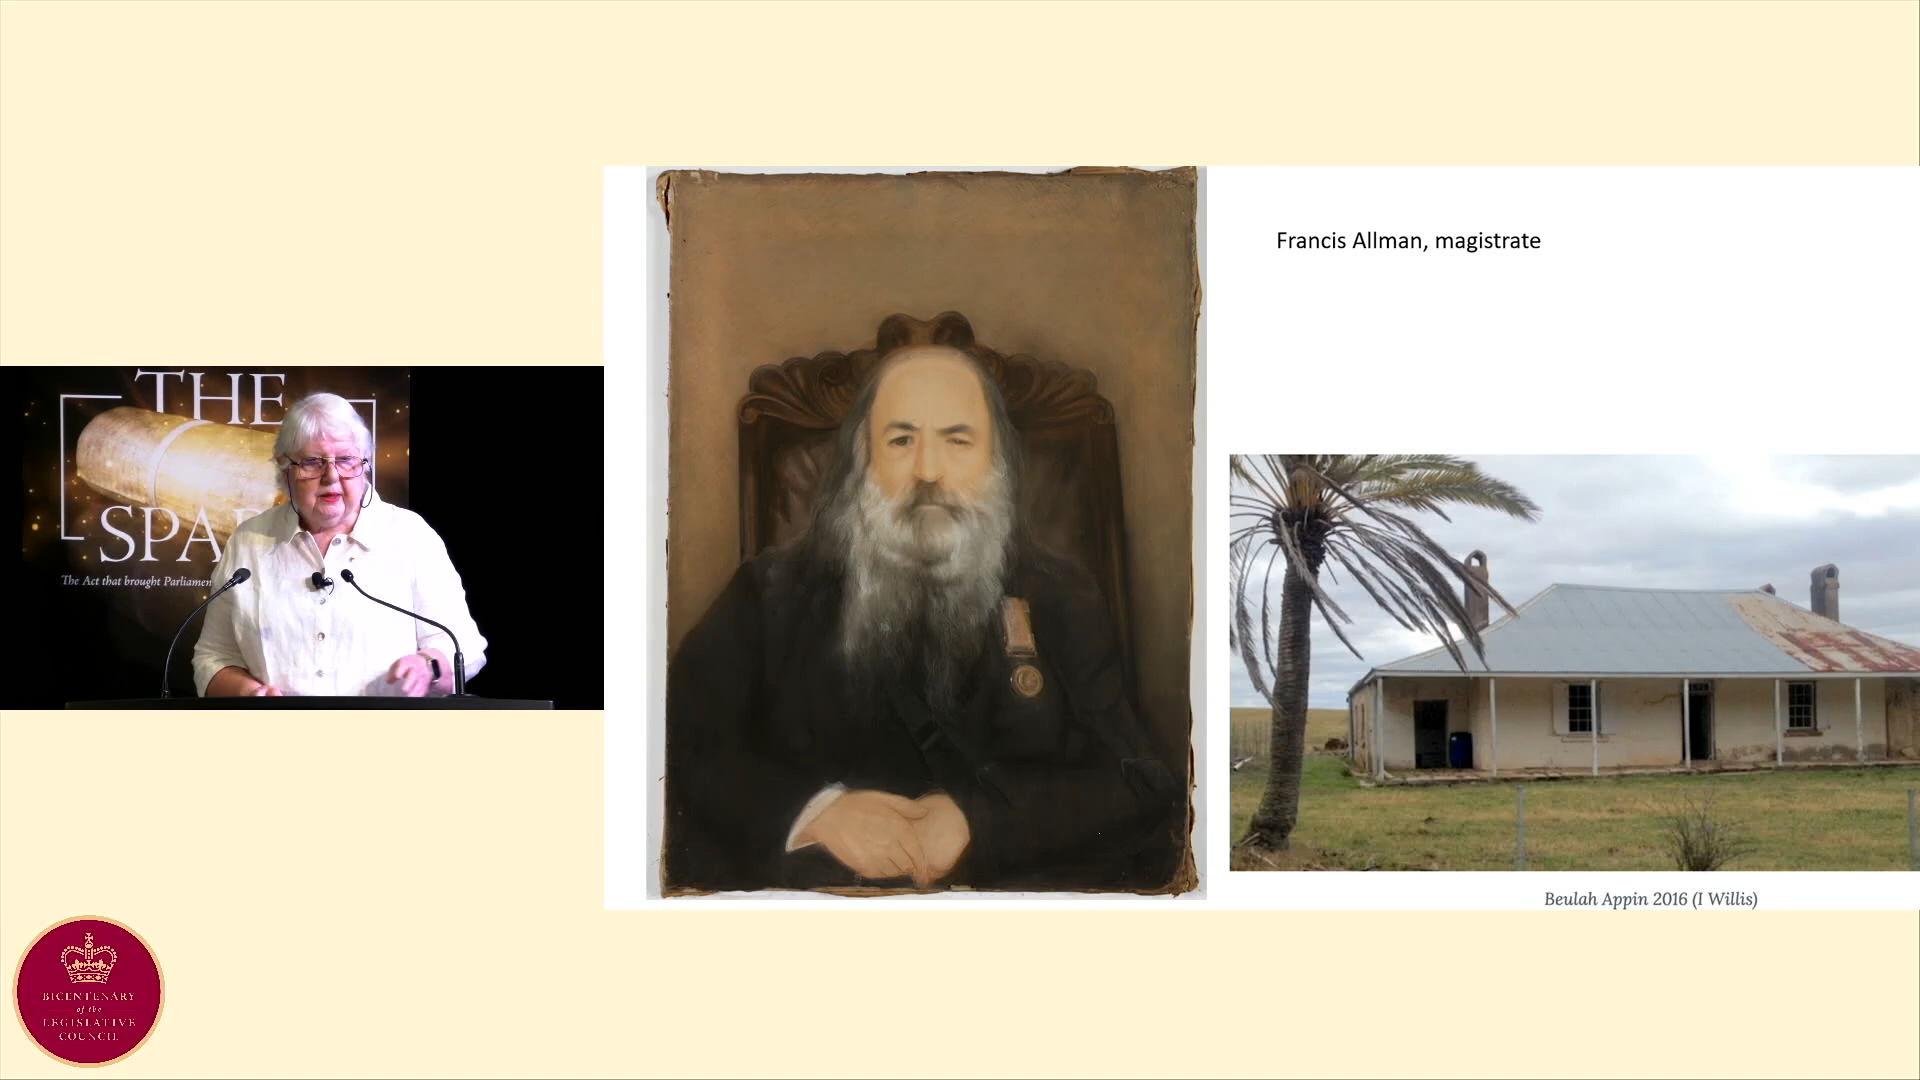 THE
SPA
The Act that brought Parliamen
Francis Allman, magistrate
Beulah Appin 2016 (I Willis)
BICENTENARY
of the
LEGISLATIVE
COUNCIL